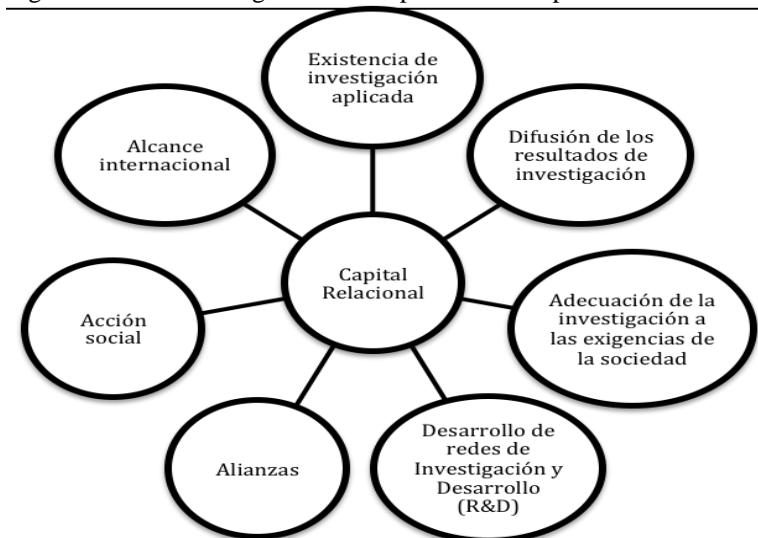 Existencia de
investigación
aplicada
Difusión de los
resultados de
investigación
Adecuación de la
investigación a
las exigencias de
la sociedad
Desarrollo de
redes de
Investigación y
Desarrollo
(R&D)
Alianzas
Acción
social
Alcance
internacional
Capital
Relacional